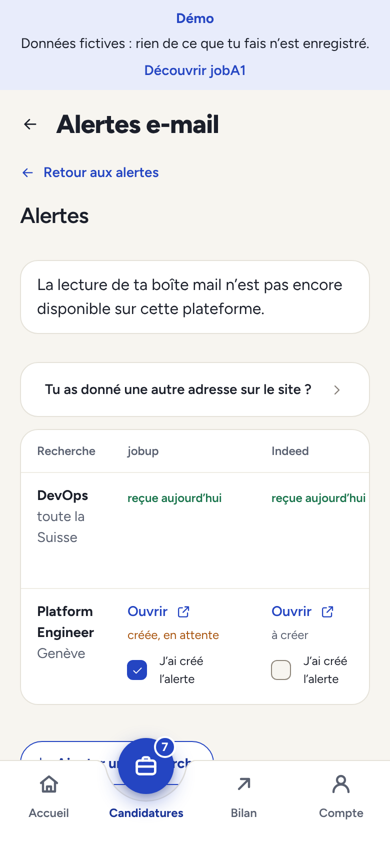 Démo
Données fictives : rien de ce que tu fais n’est enregistré.
Découvrir jobA1
Alertes e-mail
Retour aux alertes
Alertes
La lecture de ta boîte mail n’est pas encore
disponible sur cette plateforme.
Tu as donné une autre adresse sur le site ?
Recherche jobup Indeed
DevOps
toute la
Suisse
reçue aujourd’hui reçue aujourd’hui
Platform
Engineer
Genève
Ouvrir Ouvrir
créée, en attente à créer
J’ai créé
l’alerte
J’ai créé
l’alerte
7
Accueil Candidatures Bilan Compte